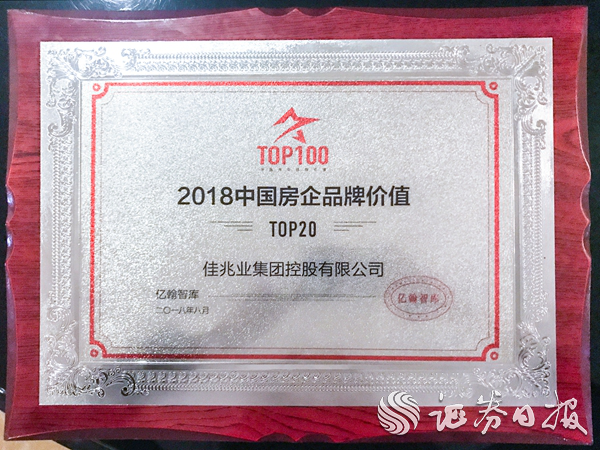 TOP100
2018中国房企品牌价值
TOP20
佳兆业集团控股有限公司
亿翰智库
二〇一八年八月
亿翰智库
证券日报